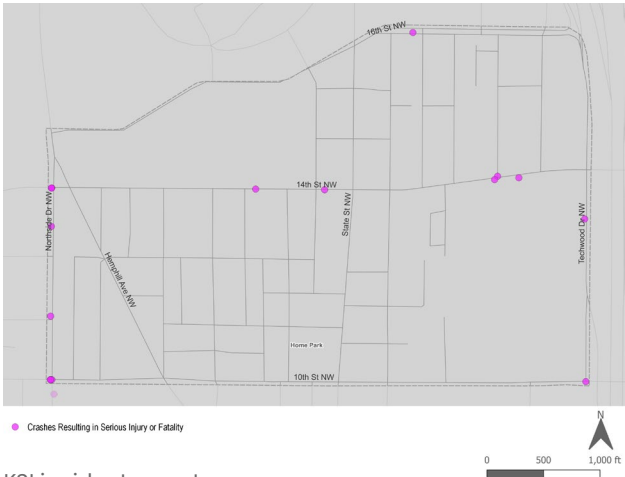 16th St NW
14th St NW
Northside Dr NW
State St NW
Techwood Dr NW
Hemphill Ave NW
Home Park
10th St NW
Crashes Resulting in Serious Injury or Fatality
N
0 500 1,000 ft